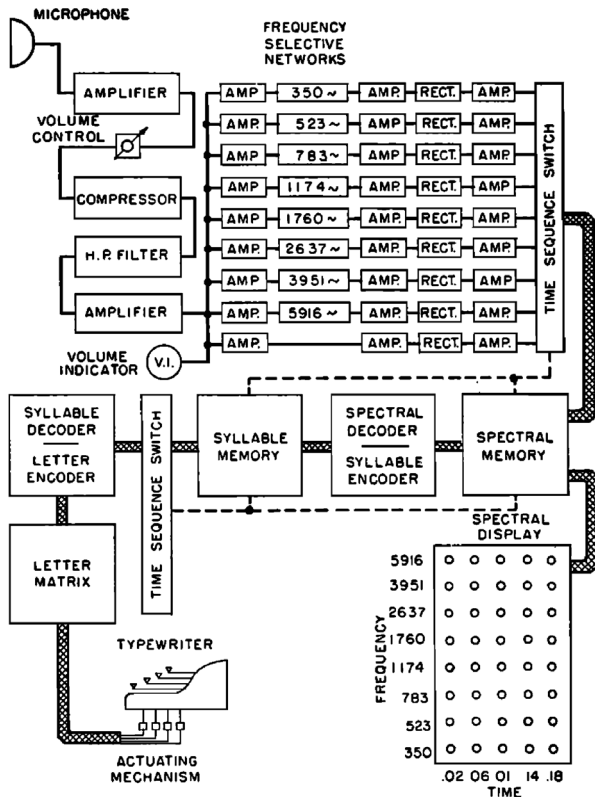 MICROPHONE
FREQUENCY
SELECTIVE
NETWORKS
AMPLIFIER
VOLUME
CONTROL
COMPRESSOR
H.P. FILTER
AMPLIFIER
VOLUME
INDICATOR
V.I.
AMP 350~ AMP. RECT. AMP.
AMP. 523~ AMP. RECT. AMP.
AMP. 783~ AMP. RECT. AMP.
AMP. 1174~ AMP. RECT. AMP.
AMP. 1760~ AMP. RECT. AMP.
AMP. 2637~ AMP. RECT. AMP.
AMP 3951~ AMP. RECT. AMP.
AMP. 5916~ AMP. RECT. AMP.
AMP. AMP. RECT. AMP.
TIME SEQUENCE SWITCH
SYLLABLE
DECODER
LETTER
ENCODER
TIME SEQUENCE SWITCH
SYLLABLE
MEMORY
SPECTRAL
DECODER
SYLLABLE
ENCODER
SPECTRAL
MEMORY
LETTER
MATRIX
TYPEWRITER
ACTUATING
MECHANISM
SPECTRAL
DISPLAY
FREQUENCY
5916
3951
2637
1760
1174
783
523
350
.02 06 01 14 .18
TIME